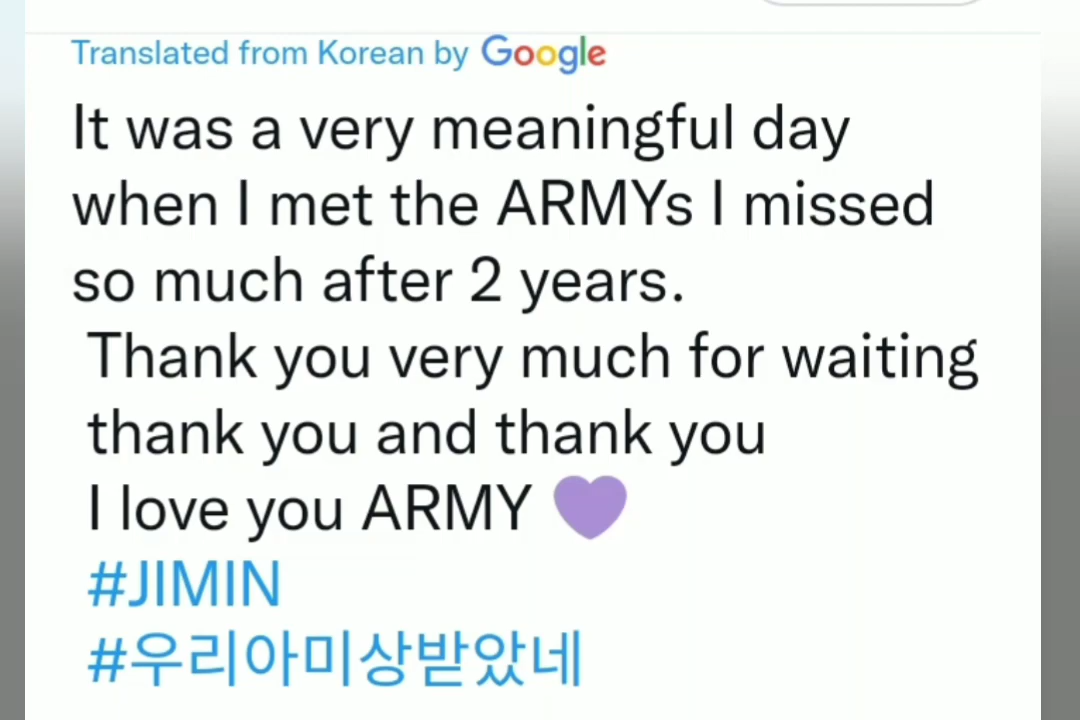 Translated from Korean by Google
It was a very meaningful day
when I met the ARMYs I missed
so much after 2 years.
Thank you very much for waiting
thank you and thank you
I love you ARMY 💜
#JIMIN
#우리아미상받았네